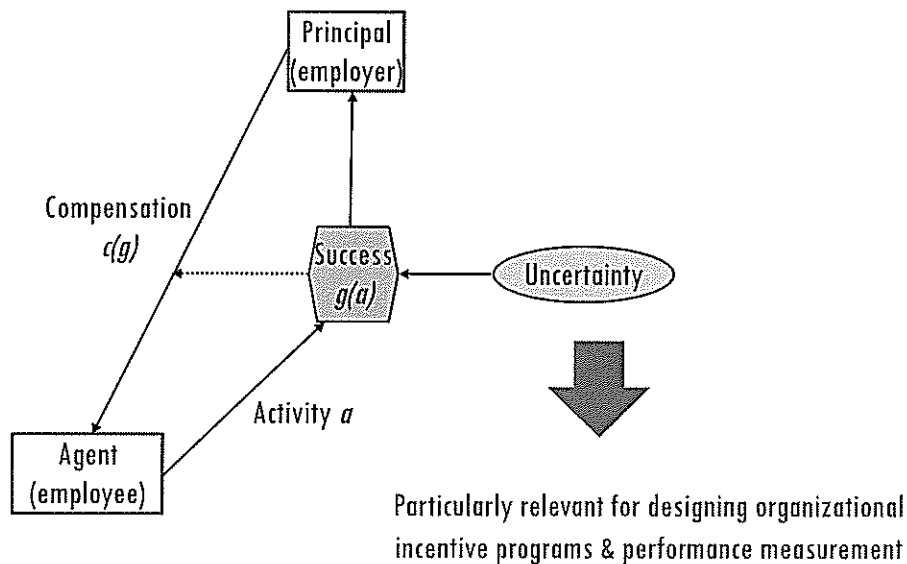 Principal
(employer)
Compensation
c(g)
Success
g(a)
Uncertainty
Activity a
Agent
(employee)
Particularly relevant for designing organizational
incentive programs & performance measurement